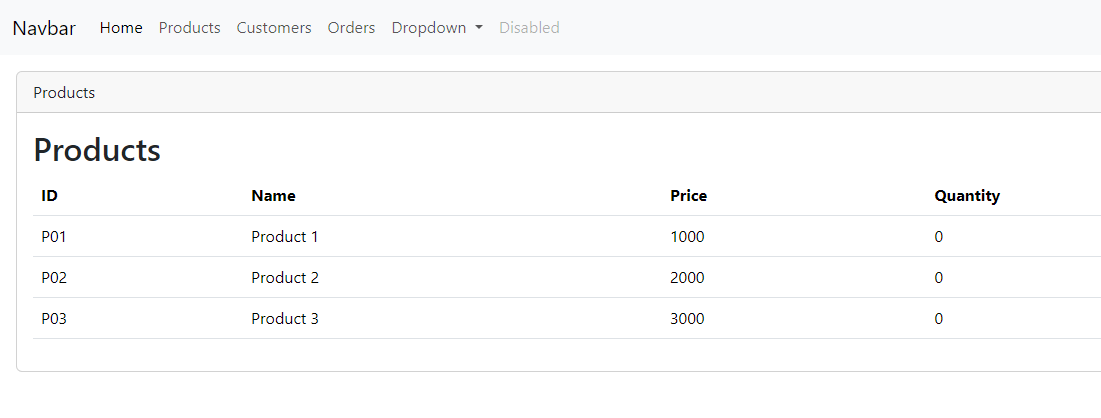 Navbar Home Products Customers Orders Dropdown Disabled
Products
Products
ID Name Price Quantity
P01 Product 1 1000 0
P02 Product 2 2000 0
P03 Product 3 3000 0